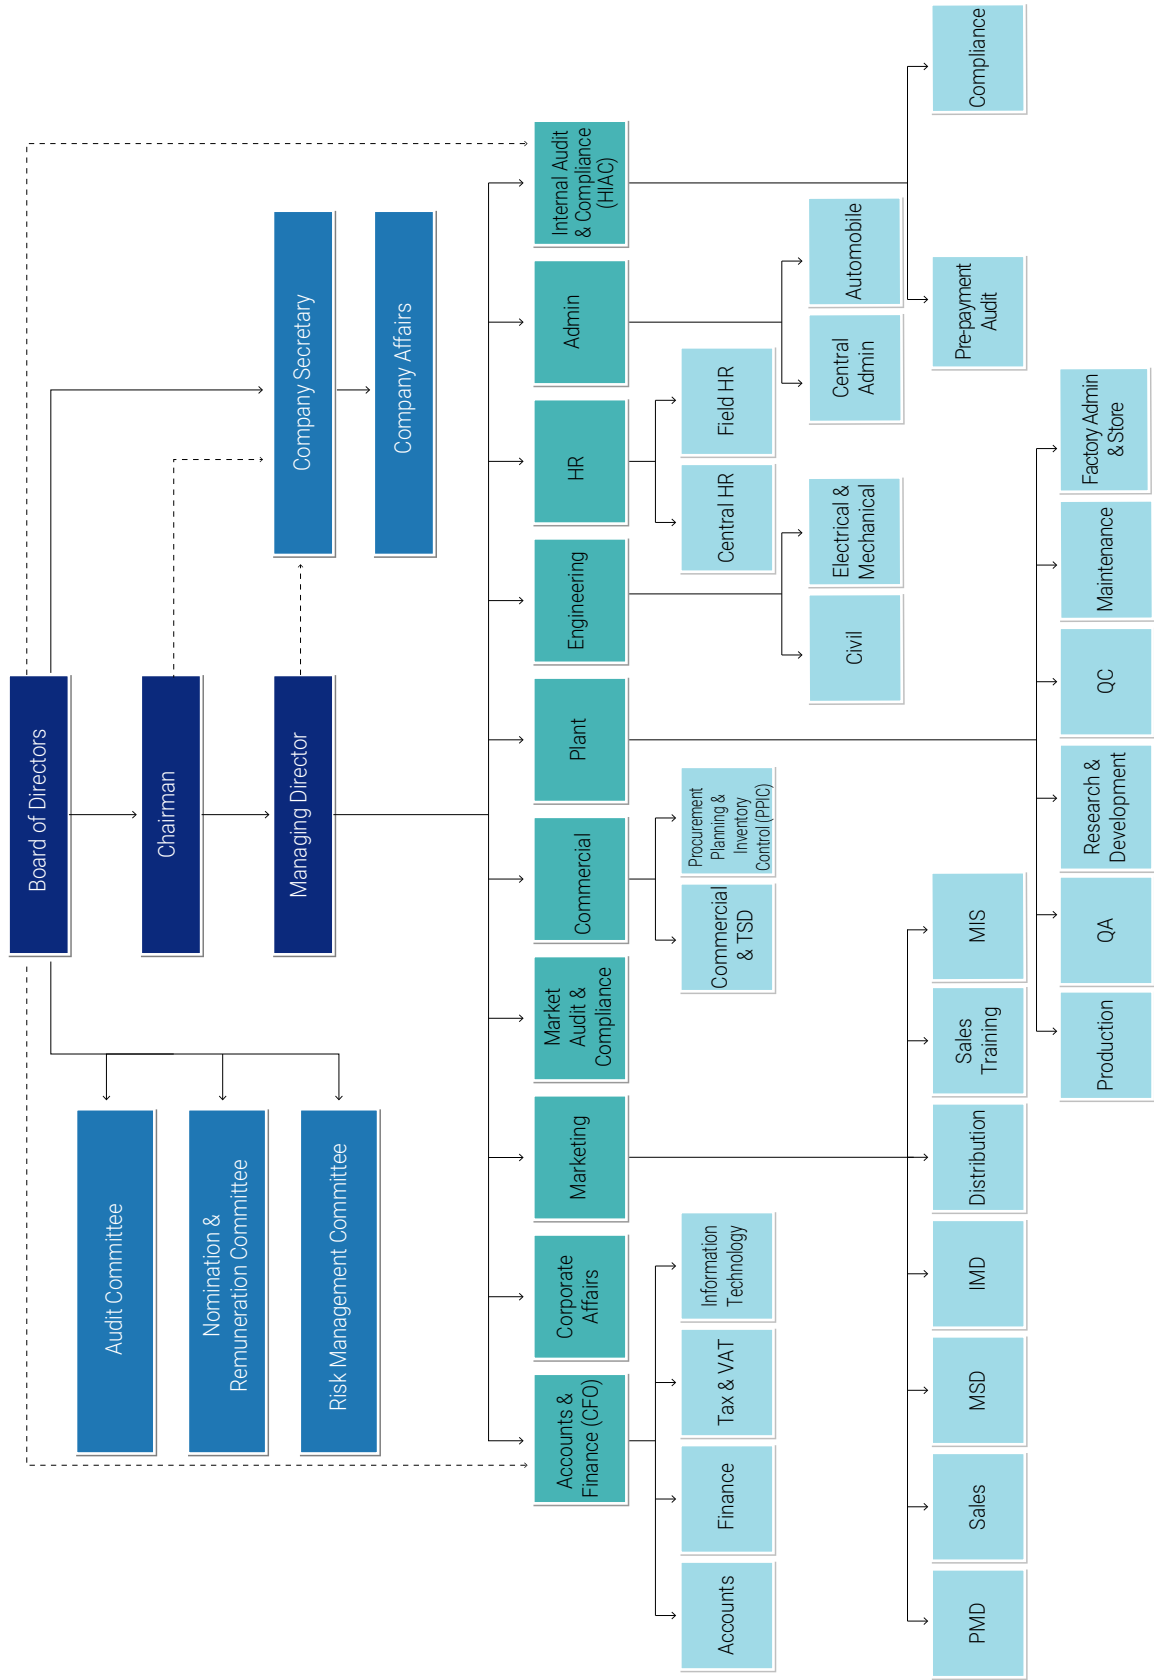 Board of Directors
Chairman
Managing Director
Audit Committee
Nomination &
Remuneration Committee
Risk Management Committee
Company Secretary
Company Affairs
Accounts &
Finance (CFO)
Corporate
Affairs
Marketing
Market
Audit &
Compliance
Commercial
Plant
Engineering
HR
Admin
Internal Audit
& Compliance
(HIAC)
Accounts
Finance
Tax & VAT
Information
Technology
Commercial
& TSD
Procurement
Planning &
Inventory
Control (PPIC)
Central HR
Field HR
Civil
Electrical &
Mechanical
Central
Admin
Automobile
PMD
Sales
MSD
IMD
Distribution
Sales
Training
MIS
Pre-payment
Audit
Compliance
Production
QA
Research &
Development
QC
Maintenance
Factory Admin
& Store